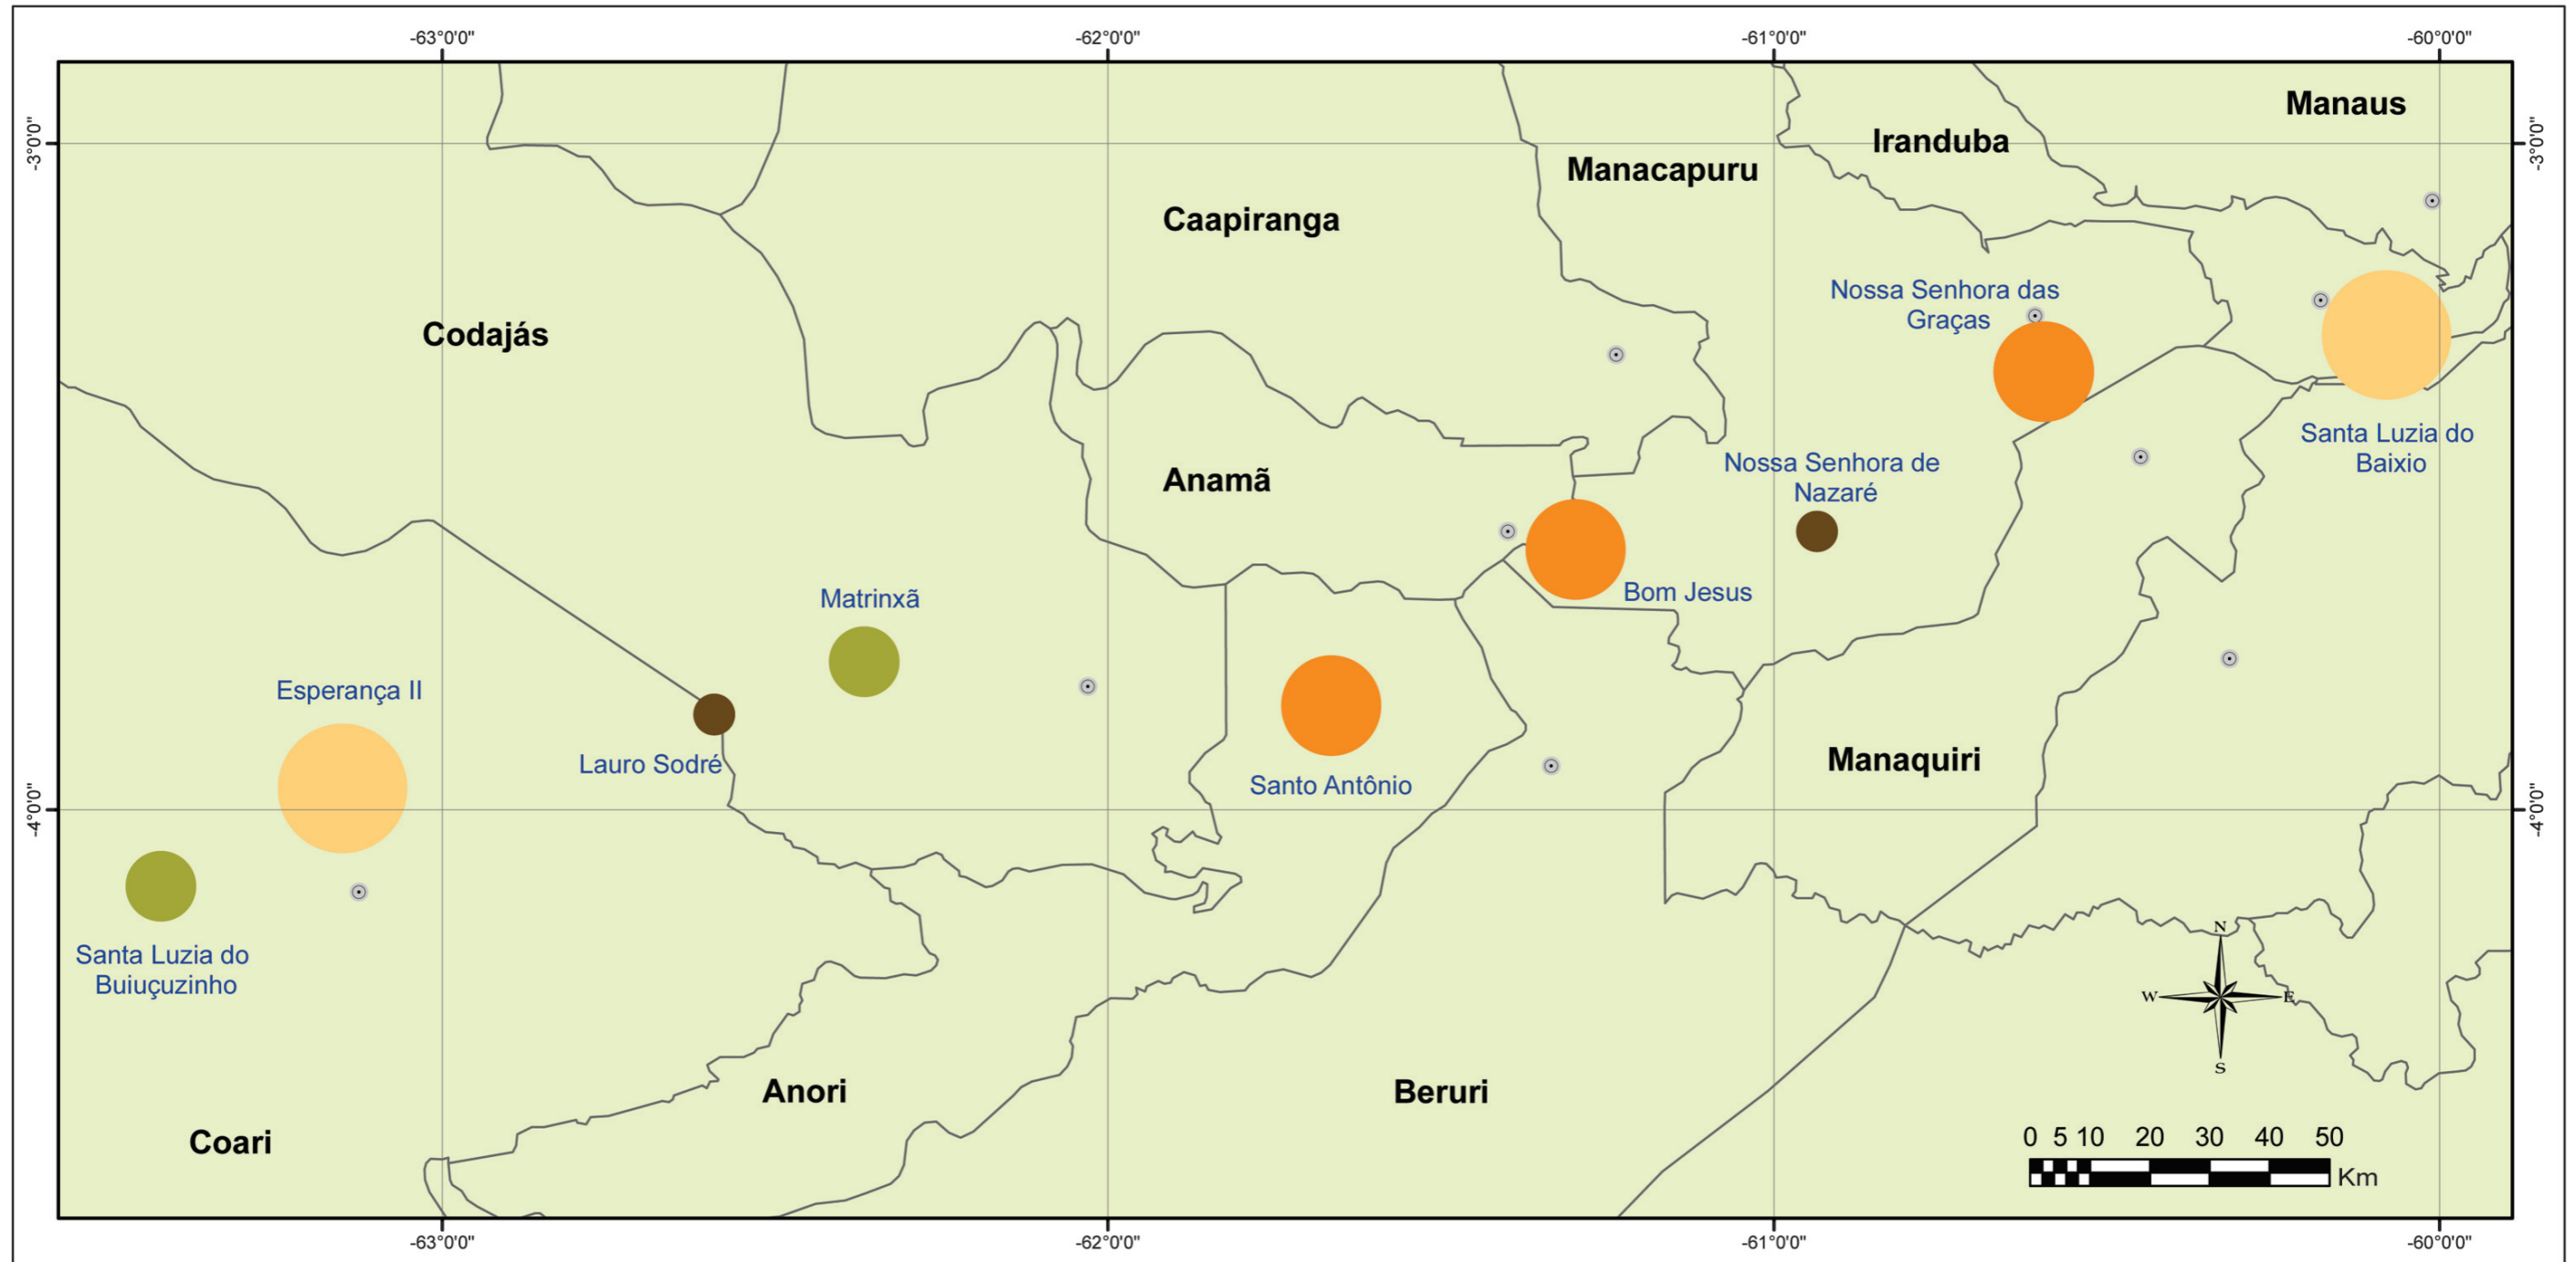 -63°0'0"
-62°0'0"
-61°0'0"
-60°0'0"
-3°0'0"
-3°0'0"
Manaus
Iranduba
Manacapuru
Caapiranga
Nossa Senhora das
Graças
Codajás
Santa Luzia do
Baixio
Nossa Senhora de
Nazaré
Anamã
Bom Jesus
Matrinxã
Esperança II
Lauro Sodré
Manaquiri
Santo Antônio
-4°0'0"
-4°0'0"
Santa Luzia do
Buiuçuzinho
N
W
E
S
Anori
Beruri
Coari
0 5 10 20 30 40 50
Km
-63°0'0"
-62°0'0"
-61°0'0"
-60°0'0"